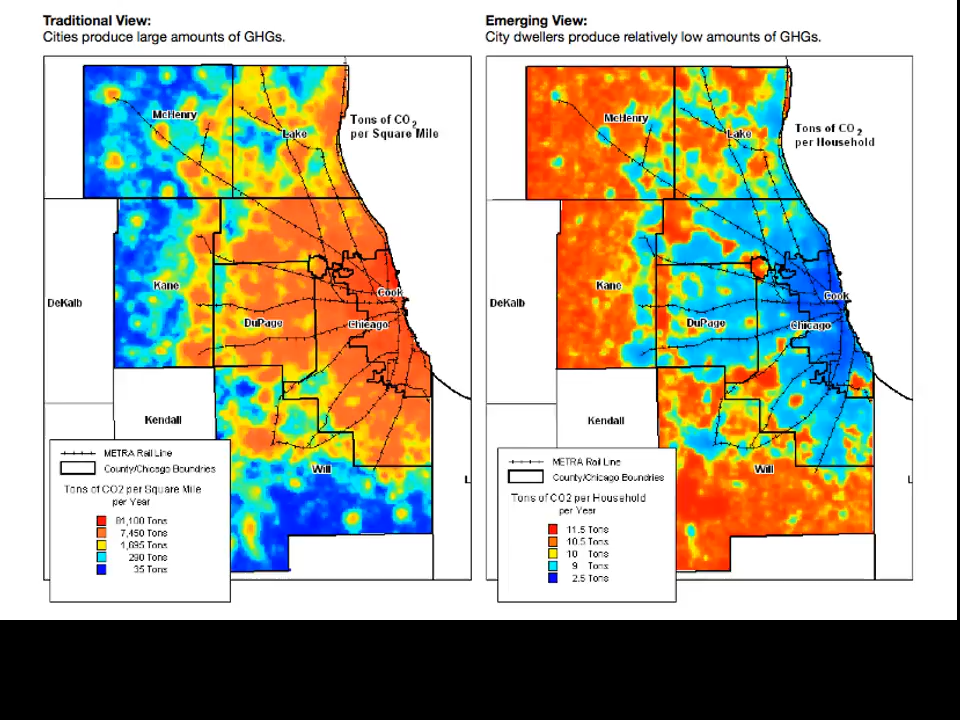 Traditional View:
Cities produce large amounts of GHGs.
McHenry
Lake
Tons of CO2
per Square Mile
Kane
Cook
DeKalb
DuPage
Chicago
Kendall
Will
L
METRA Rail Line
County/Chicago Boundries
Tons of CO2 per Square Mile
per Year
81,100 Tons
7,450 Tons
1,695 Tons
290 Tons
35 Tons
Emerging View:
City dwellers produce relatively low amounts of GHGs.
McHenry
Lake
Tons of CO2
per Household
Kane
Cook
DeKalb
DuPage
Chicago
Kendall
Will
L
METRA Rail Line
County/Chicago Boundries
Tons of CO2 per Household
per Year
11.5 Tons
10.5 Tons
10 Tons
9 Tons
2.5 Tons